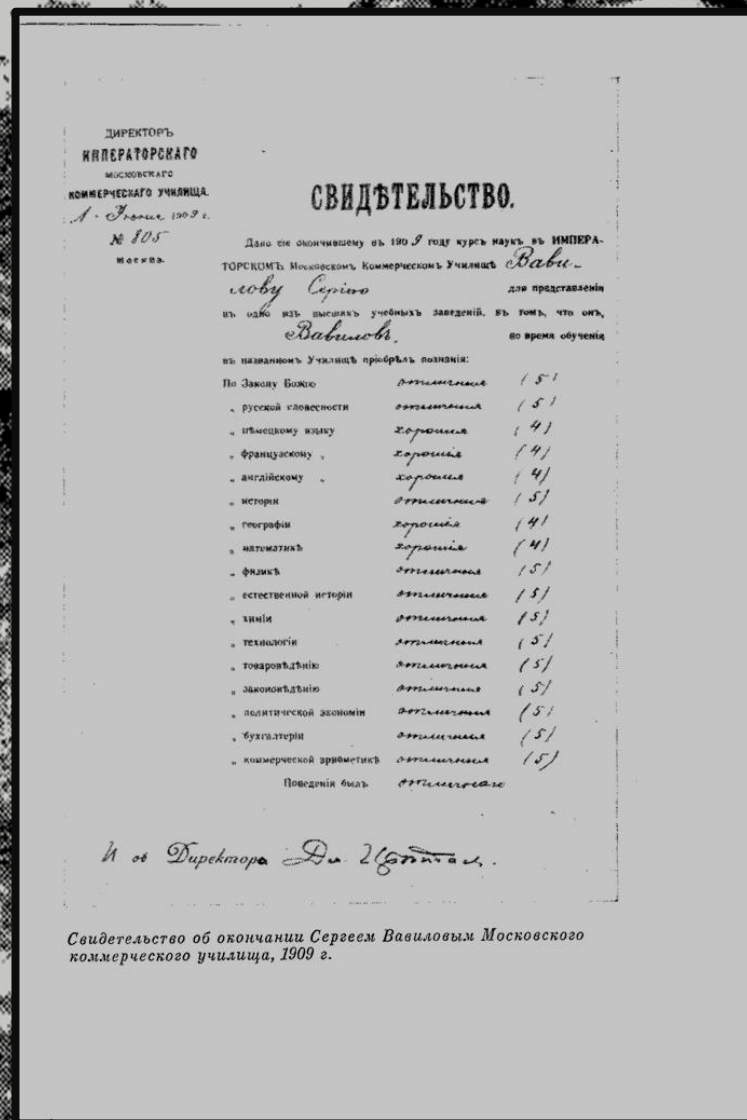 ДИРЕКТОРЪ
ИМПЕРАТОРСКАГО
МОСКОВСКАГО
КОММЕРЧЕСКАГО УЧИЛИЩА.
1909 г.
№ 805
МОСКВА.
СВИДѢТЕЛЬСТВО.
Дано сіе окончившему въ 1909 году курсъ наукъ въ ИМПЕРА-
ТОРСКОМЪ Московскомъ Коммерческомъ Училищѣ Вави-
лову Сергѣю для представленія
въ одно изъ высшихъ учебныхъ заведеній, въ томъ, что онъ,
Вавиловъ, во время обученія
въ названномъ Училищѣ пріобрѣлъ познанія:
По Закону Божію отличныя (5)
„ русской словесности отличныя (5)
„ нѣмецкому языку хорошія (4)
„ французскому „ хорошія (4)
„ англійскому „ хорошія (4)
„ исторіи отличныя (5)
„ географіи хорошія (4)
„ математикѣ хорошія (4)
„ физикѣ отличныя (5)
„ естественной исторіи отличныя (5)
„ химіи отличныя (5)
„ технологіи отличныя (5)
„ товаровѣдѣнію отличныя (5)
„ законовѣдѣнію отличныя (5)
„ политической экономіи отличныя (5)
„ бухгалтеріи отличныя (5)
„ коммерческой ариѳметикѣ отличныя (5)
Поведенія былъ отличнаго
И об Директора
Свидетельство об окончании Сергеем Вавиловым Московского
коммерческого училища, 1909 г.